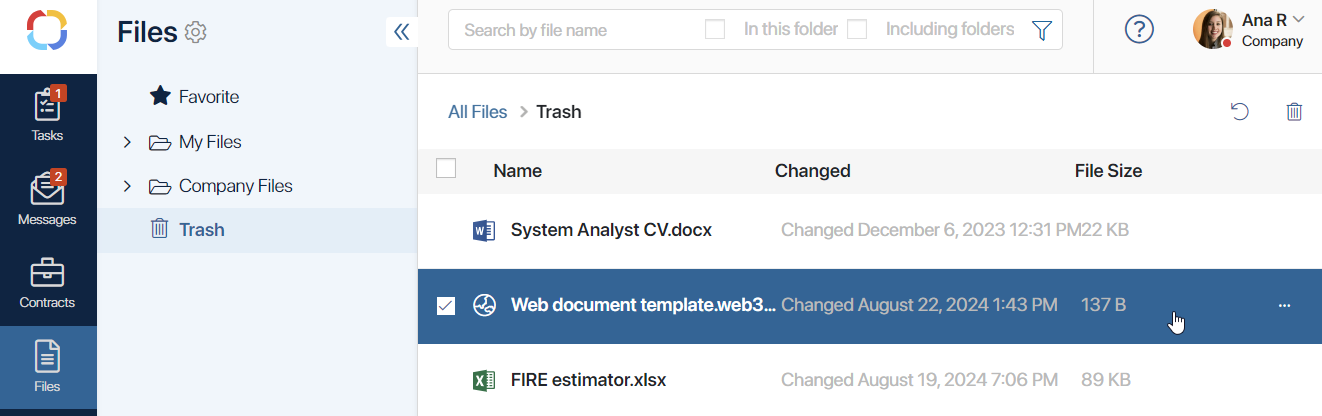 Files
Search by file name In this folder Including folders
?
Ana R
Company
1
Tasks
2
Messages
Contracts
Files
Favorite
My Files
Company Files
Trash
All Files > Trash
Name Changed File Size
System Analyst CV.docx Changed December 6, 2023 12:31 PM22 KB
Web document template.web3... Changed August 22, 2024 1:43 PM 137 B ...
FIRE estimator.xlsx Changed August 19, 2024 7:06 PM 89 KB